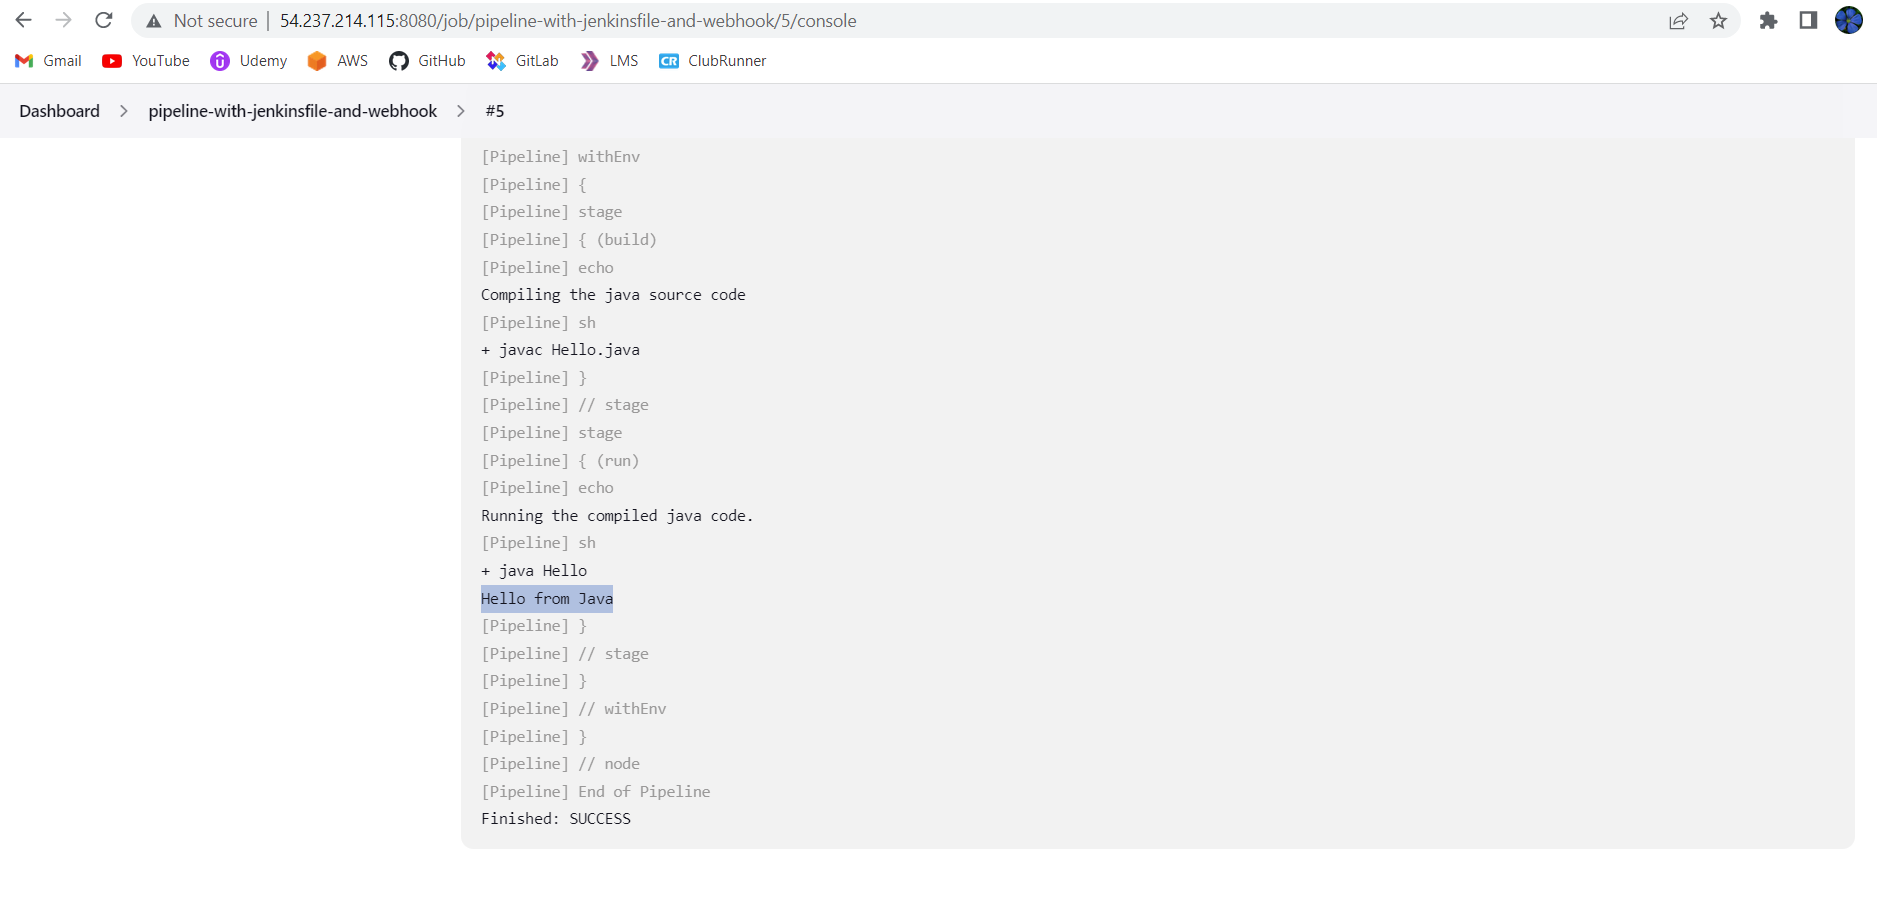 Not secure | 54.237.214.115:8080/job/pipeline-with-jenkinsfile-and-webhook/5/console
Gmail YouTube Udemy AWS GitHub GitLab LMS CR ClubRunner
Dashboard > pipeline-with-jenkinsfile-and-webhook > #5
[Pipeline] withEnv
[Pipeline] {
[Pipeline] stage
[Pipeline] { (build)
[Pipeline] echo
Compiling the java source code
[Pipeline] sh
+ javac Hello.java
[Pipeline] }
[Pipeline] // stage
[Pipeline] stage
[Pipeline] { (run)
[Pipeline] echo
Running the compiled java code.
[Pipeline] sh
+ java Hello
Hello from Java
[Pipeline] }
[Pipeline] // stage
[Pipeline] }
[Pipeline] // withEnv
[Pipeline] }
[Pipeline] // node
[Pipeline] End of Pipeline
Finished: SUCCESS